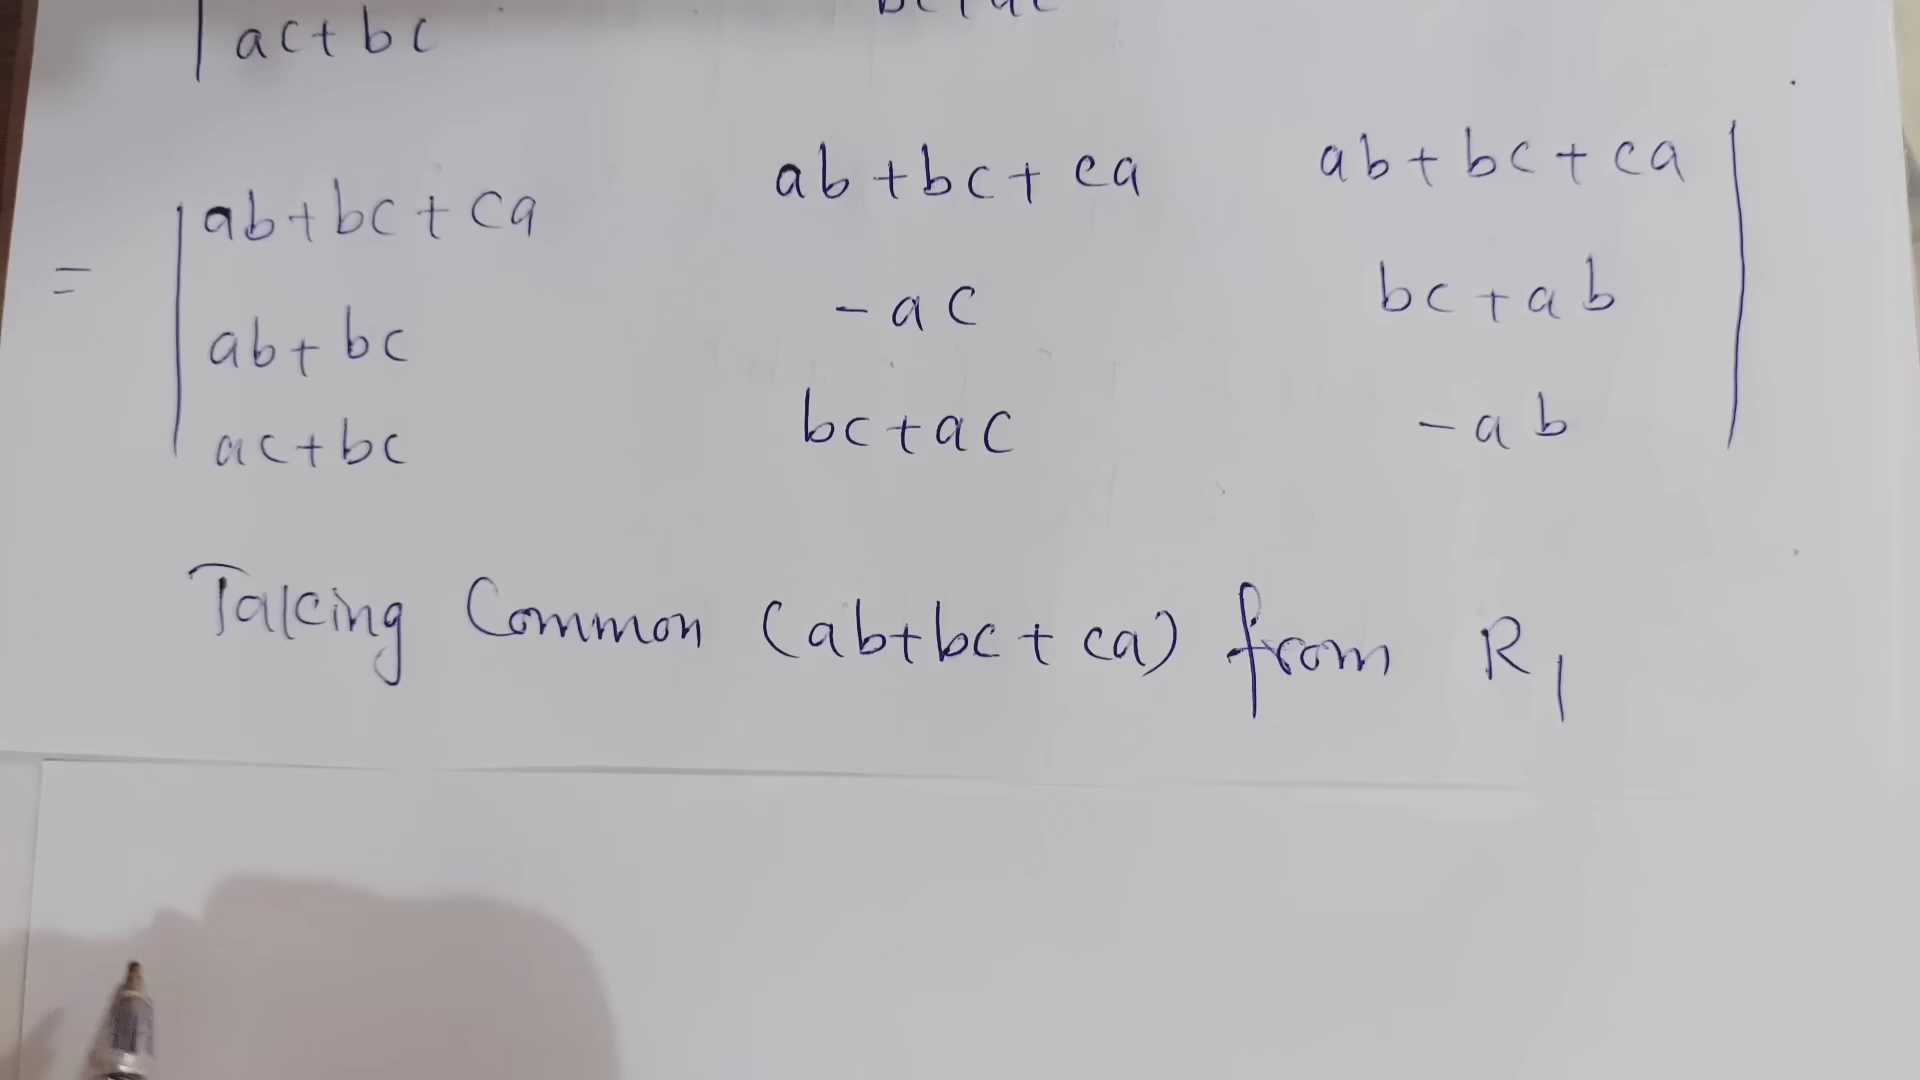 ac+bc
= | ab+bc+ca ab+bc+ca ab+bc+ca |
ab+bc -ac bc+ab
ac+bc bc+ac -ab
Taking Common (ab+bc+ca) from R1